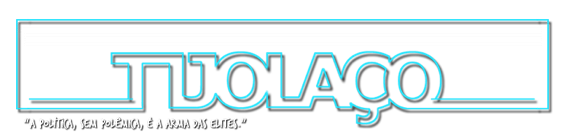 TIJOLAÇO
"A POLÍTICA, SEM POLÊMICA, É A ARMA DAS ELITES."